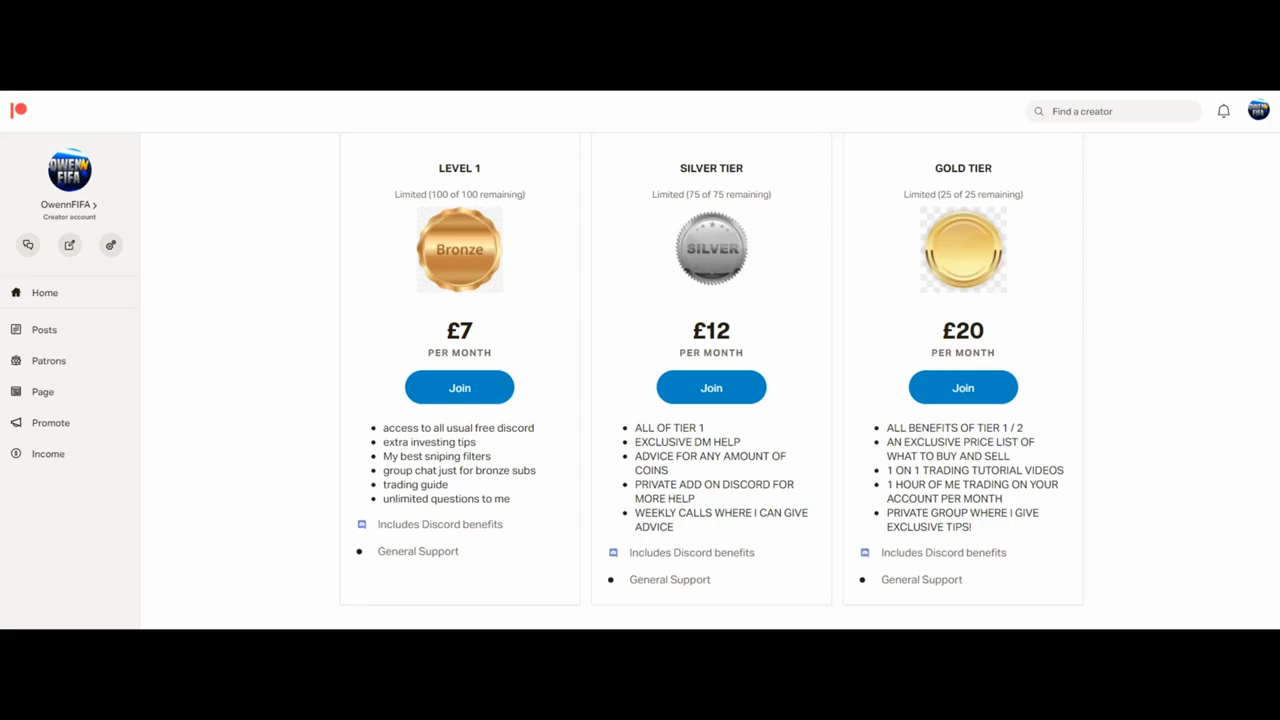 Find a creator
OWENN
FIFA
OWENN
FIFA
OwennFIFA
Creator account
Home
Posts
Patrons
Page
Promote
Income
LEVEL 1
Limited (100 of 100 remaining)
Bronze
£7
PER MONTH
Join
access to all usual free discord
extra investing tips
My best sniping filters
group chat just for bronze subs
trading guide
unlimited questions to me
Includes Discord benefits
General Support
SILVER TIER
Limited (75 of 75 remaining)
SILVER
£12
PER MONTH
Join
ALL OF TIER 1
EXCLUSIVE DM HELP
ADVICE FOR ANY AMOUNT OF
COINS
PRIVATE ADD ON DISCORD FOR
MORE HELP
WEEKLY CALLS WHERE I CAN GIVE
ADVICE
Includes Discord benefits
General Support
GOLD TIER
Limited (25 of 25 remaining)
£20
PER MONTH
Join
ALL BENEFITS OF TIER 1 / 2
AN EXCLUSIVE PRICE LIST OF
WHAT TO BUY AND SELL
1 ON 1 TRADING TUTORIAL VIDEOS
1 HOUR OF ME TRADING ON YOUR
ACCOUNT PER MONTH
PRIVATE GROUP WHERE I GIVE
EXCLUSIVE TIPS!
Includes Discord benefits
General Support